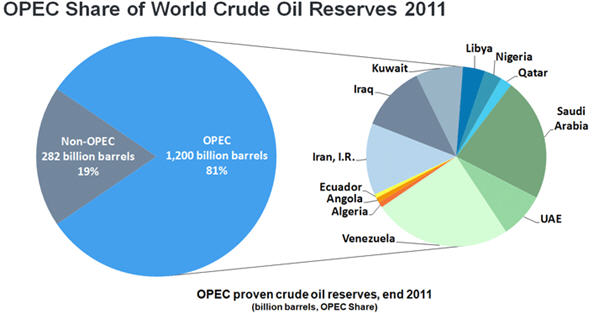 OPEC Share of World Crude Oil Reserves 2011
Non-OPEC
282 billion barrels
19%
OPEC
1,200 billion barrels
81%
Libya
Nigeria
Qatar
Saudi
Arabia
UAE
Venezuela
Algeria
Angola
Ecuador
Iran, I.R.
Iraq
Kuwait
OPEC proven crude oil reserves, end 2011
(billion barrels, OPEC Share)